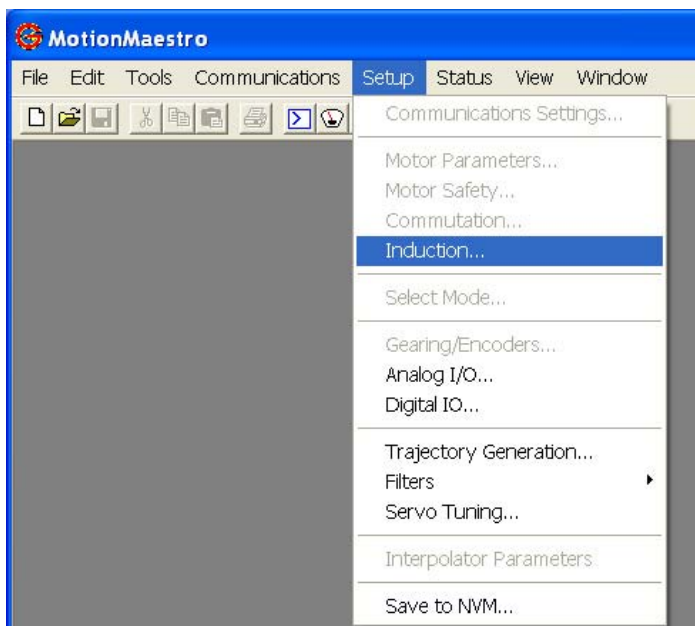 MotionMaestro
File Edit Tools Communications Setup Status View Window
Communications Settings...
Motor Parameters...
Motor Safety...
Commutation...
Induction...
Select Mode...
Gearing/Encoders...
Analog I/O...
Digital IO...
Trajectory Generation...
Filters
Servo Tuning...
Interpolator Parameters
Save to NVM...